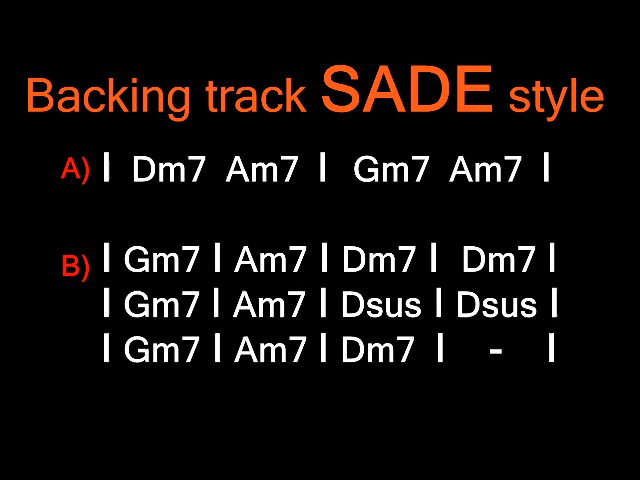 Backing track SADE style
A) | Dm7 Am7 | Gm7 Am7 |
B) | Gm7 | Am7 | Dm7 | Dm7 |
| Gm7 | Am7 | Dsus | Dsus |
| Gm7 | Am7 | Dm7 | - |